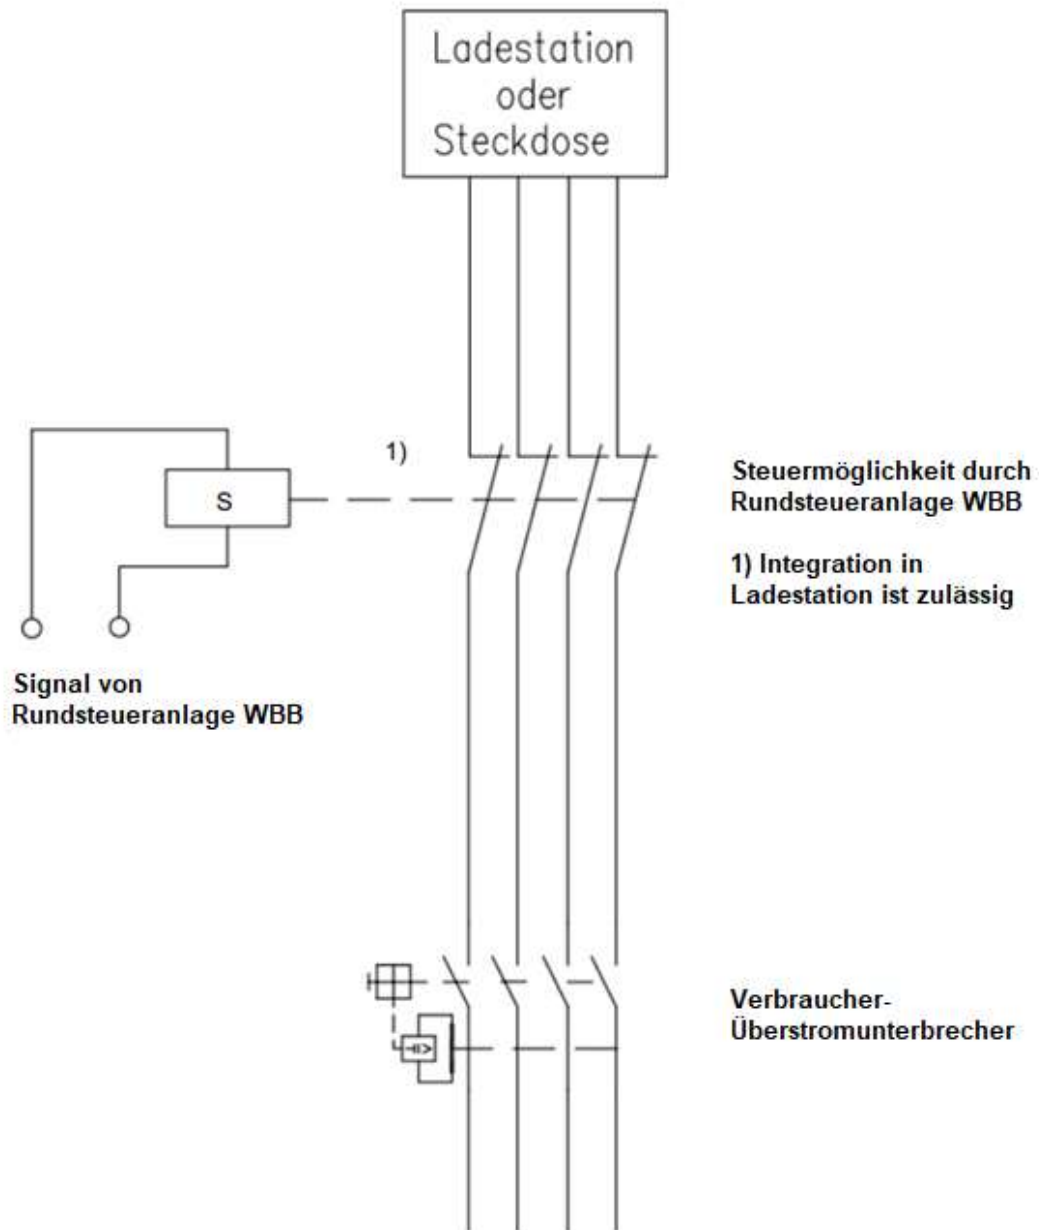 Ladestation
oder
Steckdose
1)
S
Steuermöglichkeit durch
Rundsteueranlage WBB
1) Integration in
Ladestation ist zulässig
Signal von
Rundsteueranlage WBB
Verbraucher-
Überstromunterbrecher